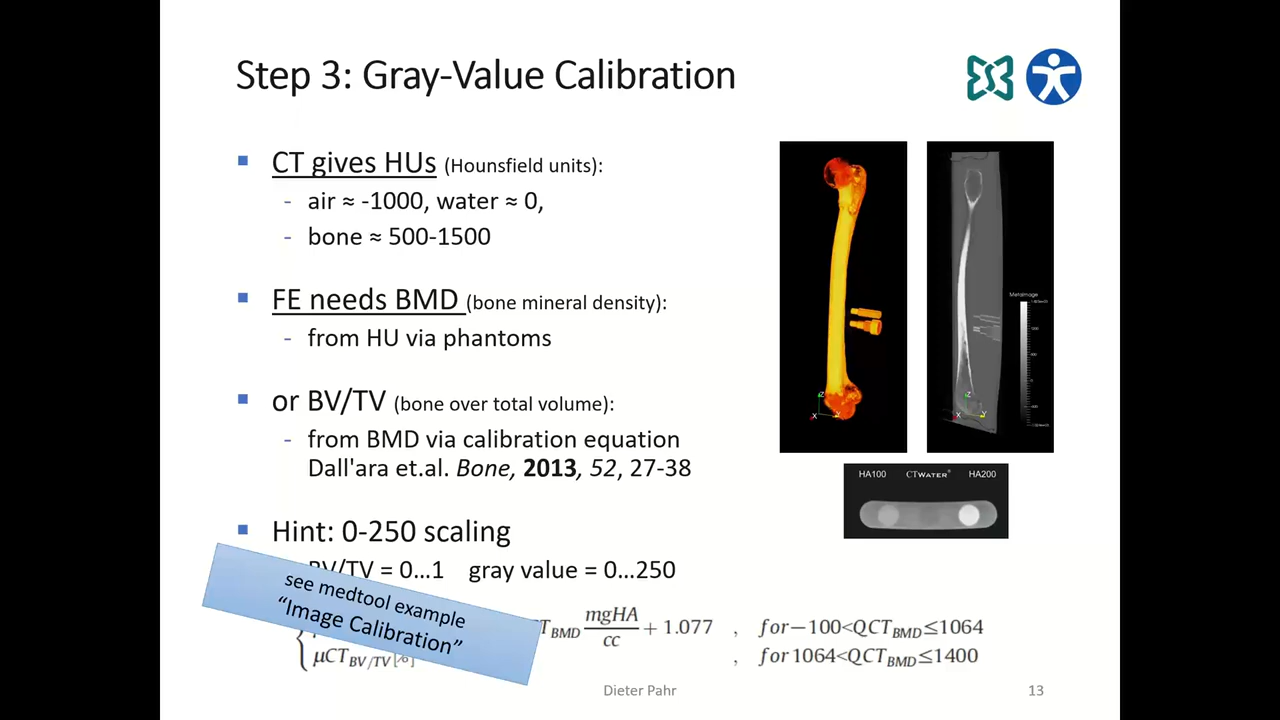 Step 3: Gray-Value Calibration
CT gives HUs (Hounsfield units):
- air ≈ -1000, water ≈ 0,
- bone ≈ 500-1500
FE needs BMD (bone mineral density):
- from HU via phantoms
or BV/TV (bone over total volume):
- from BMD via calibration equation
Dall'ara et.al. Bone, 2013, 52, 27-38
Hint: 0-250 scaling
BV/TV = 0…1 gray value = 0…250
see medtool example
“Image Calibration”
T_BMD mgHA/cc + 1.077 , for −100<QCT_BMD≤1064
μCT_BV/TV[%] , for 1064<QCT_BMD≤1400
MetaImage
X
Z
Y
X
Z
Y
HA100 CTWATER® HA200
Dieter Pahr
13